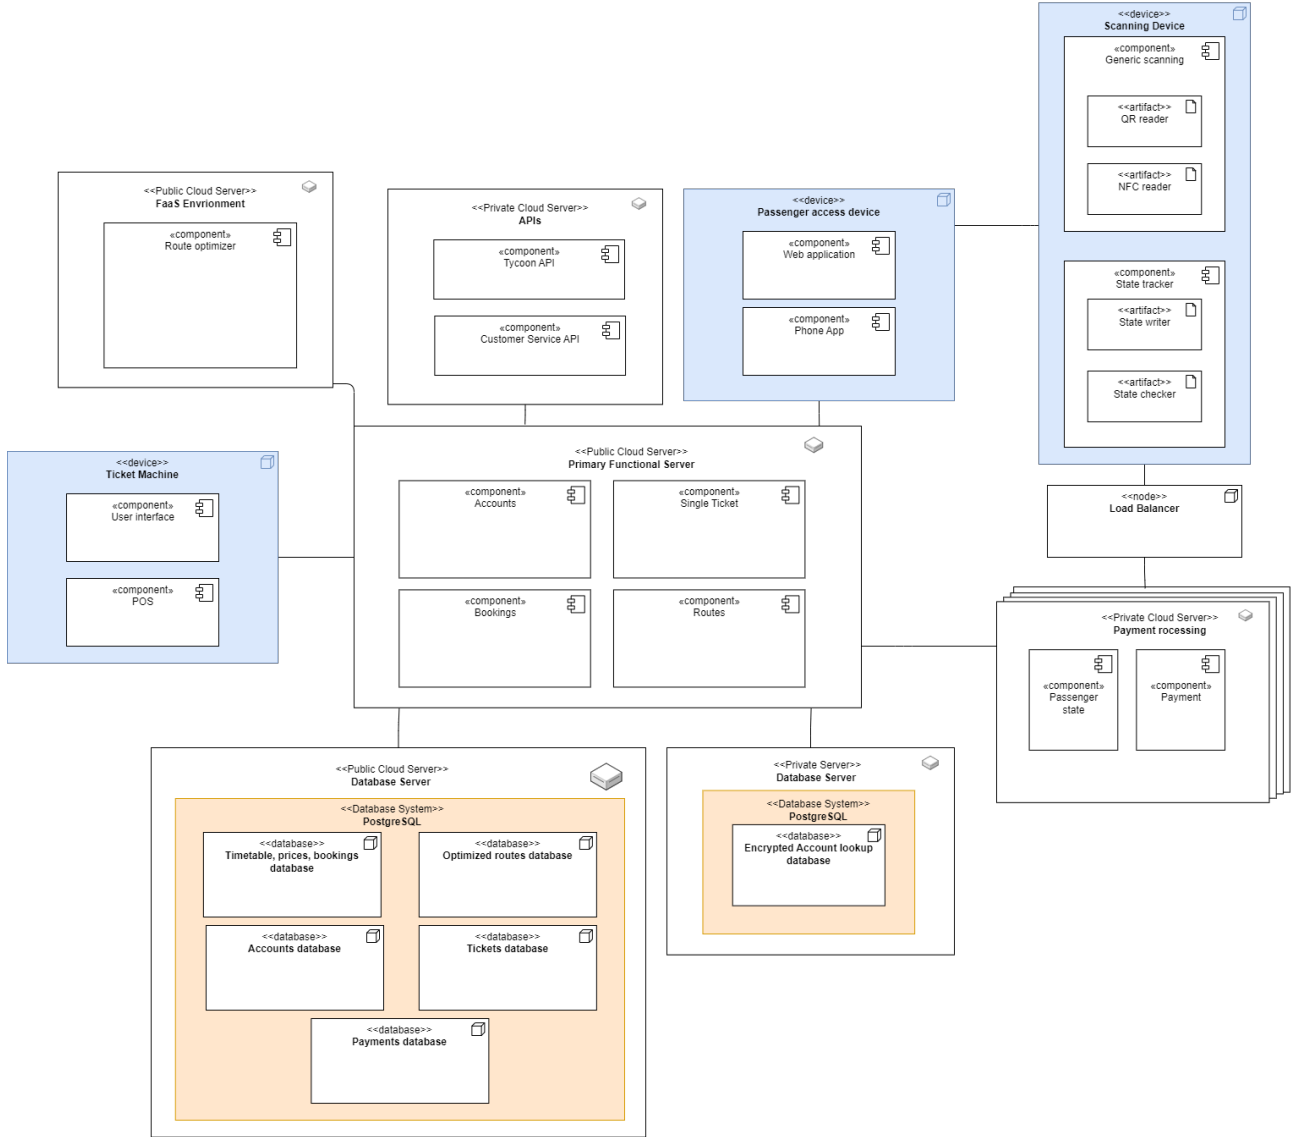 <<device>>
Scanning Device
«component»
Generic scanning
<<artifact>>
QR reader
<<artifact>>
NFC reader
«component»
State tracker
<<artifact>>
State writer
<<artifact>>
State checker
<<Public Cloud Server>>
FaaS Envrionment
«component»
Route optimizer
<<Private Cloud Server>>
APIs
«component»
Tycoon API
«component»
Customer Service API
<<device>>
Passenger access device
«component»
Web application
«component»
Phone App
<<device>>
Ticket Machine
«component»
User interface
«component»
POS
<<Public Cloud Server>>
Primary Functional Server
«component»
Accounts
«component»
Single Ticket
«component»
Bookings
«component»
Routes
<<node>>
Load Balancer
<<Private Cloud Server>>
Payment rocessing
«component»
Passenger
state
«component»
Payment
<<Public Cloud Server>>
Database Server
<<Database System>>
PostgreSQL
<<database>>
Timetable, prices, bookings
database
<<database>>
Optimized routes database
<<database>>
Accounts database
<<database>>
Tickets database
<<database>>
Payments database
<<Private Server>>
Database Server
<<Database System>>
PostgreSQL
<<database>>
Encrypted Account lookup
database